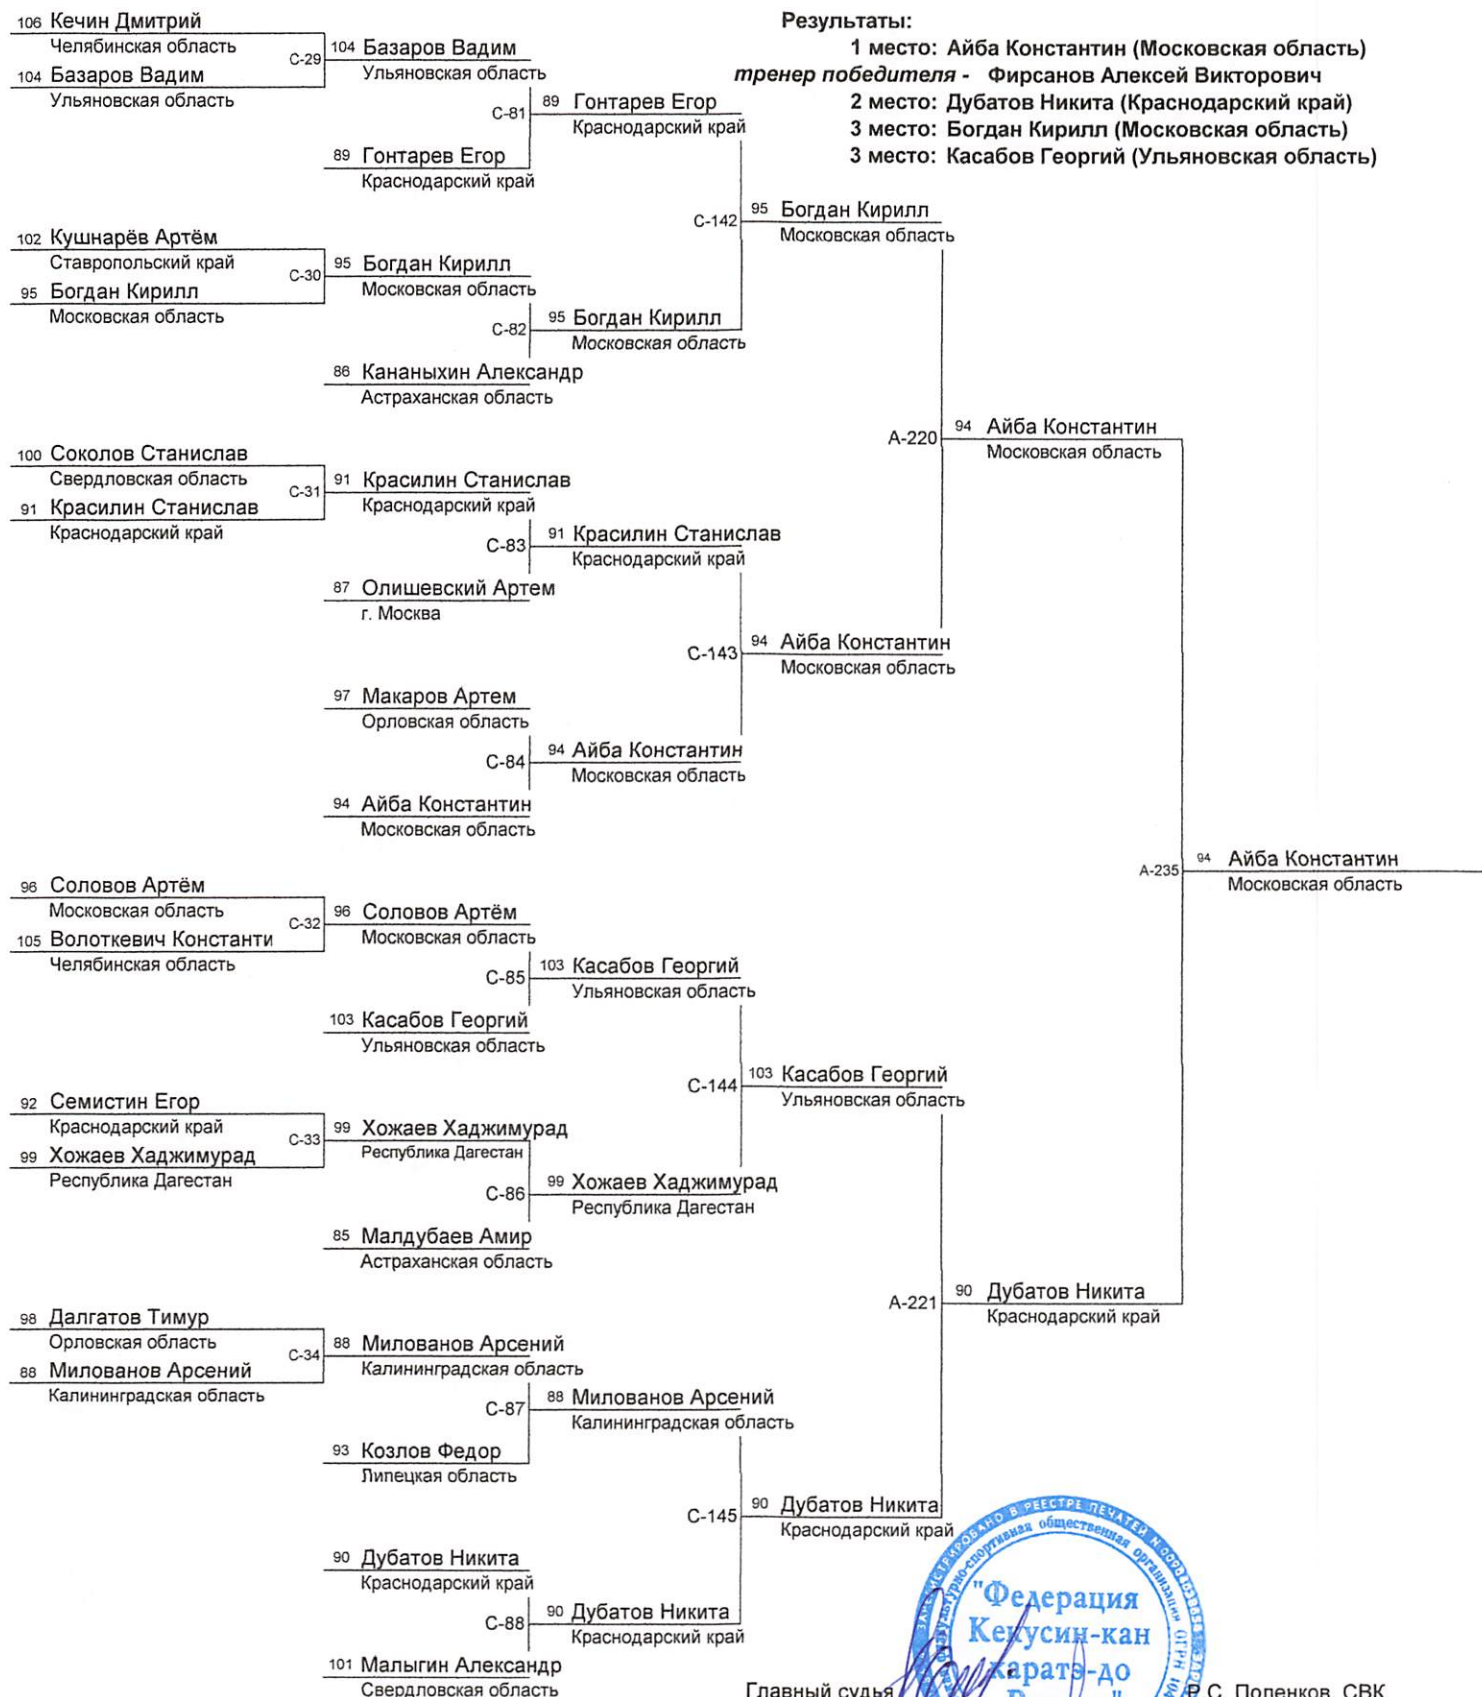 Результаты:
1 место: Айба Константин (Московская область)
тренер победителя - Фирсанов Алексей Викторович
2 место: Дубатов Никита (Краснодарский край)
3 место: Богдан Кирилл (Московская область)
3 место: Касабов Георгий (Ульяновская область)
106 Кечин Дмитрий
Челябинская область
С-29
104 Базаров Вадим
Ульяновская область
104 Базаров Вадим
Ульяновская область
С-81
89 Гонтарев Егор
Краснодарский край
89 Гонтарев Егор
Краснодарский край
С-142
95 Богдан Кирилл
Московская область
102 Кушнарёв Артём
Ставропольский край
С-30
95 Богдан Кирилл
Московская область
95 Богдан Кирилл
Московская область
С-82
95 Богдан Кирилл
Московская область
86 Кананыхин Александр
Астраханская область
А-220
94 Айба Константин
Московская область
100 Соколов Станислав
Свердловская область
С-31
91 Красилин Станислав
Краснодарский край
91 Красилин Станислав
Краснодарский край
С-83
91 Красилин Станислав
Краснодарский край
87 Олишевский Артем
г. Москва
С-143
94 Айба Константин
Московская область
97 Макаров Артем
Орловская область
С-84
94 Айба Константин
Московская область
94 Айба Константин
Московская область
А-235
94 Айба Константин
Московская область
96 Соловов Артём
Московская область
С-32
105 Волоткевич Константи
Челябинская область
96 Соловов Артём
Московская область
С-85
103 Касабов Георгий
Ульяновская область
103 Касабов Георгий
Ульяновская область
С-144
103 Касабов Георгий
Ульяновская область
92 Семистин Егор
Краснодарский край
С-33
99 Хожаев Хаджимурад
Республика Дагестан
99 Хожаев Хаджимурад
Республика Дагестан
С-86
99 Хожаев Хаджимурад
Республика Дагестан
85 Малдубаев Амир
Астраханская область
А-221
90 Дубатов Никита
Краснодарский край
98 Далгатов Тимур
Орловская область
С-34
88 Милованов Арсений
Калининградская область
88 Милованов Арсений
Калининградская область
С-87
88 Милованов Арсений
Калининградская область
93 Козлов Федор
Липецкая область
С-145
90 Дубатов Никита
Краснодарский край
90 Дубатов Никита
Краснодарский край
С-88
90 Дубатов Никита
Краснодарский край
101 Малыгин Александр
Свердловская область
"Федерация
Кекусин-кан
каратэ-до
Главный судья
Р.С. Поленков, СВК